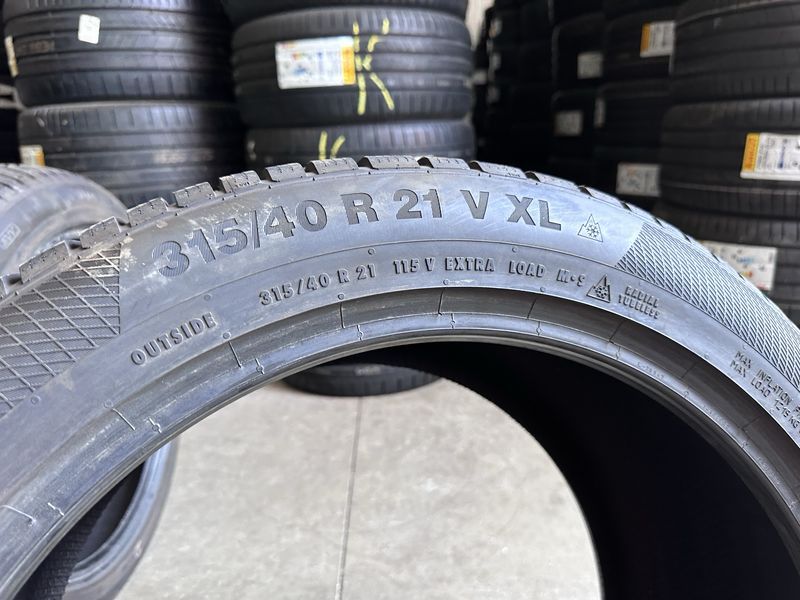 315/40 R 21 V XL
315/40 R 21 115 V EXTRA LOAD M+S
RADIAL
TUBELESS
OUTSIDE
MAX INFLATION
MAX LOAD